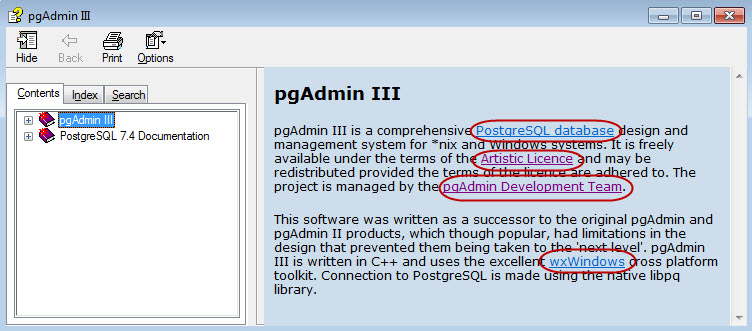 pgAdmin III
Hide
Back
Print
Options
Contents
Index
Search
pgAdmin III
PostgreSQL 7.4 Documentation
pgAdmin III
pgAdmin III is a comprehensive PostgreSQL database design and
management system for *nix and Windows systems. It is freely
available under the terms of the Artistic Licence and may be
redistributed provided the terms of the licence are adhered to. The
project is managed by the pgAdmin Development Team.
This software was written as a successor to the original pgAdmin and
pgAdmin II products, which though popular, had limitations in the
design that prevented them being taken to the 'next level'. pgAdmin
III is written in C++ and uses the excellent wxWindows cross platform
toolkit. Connection to PostgreSQL is made using the native libpq
library.